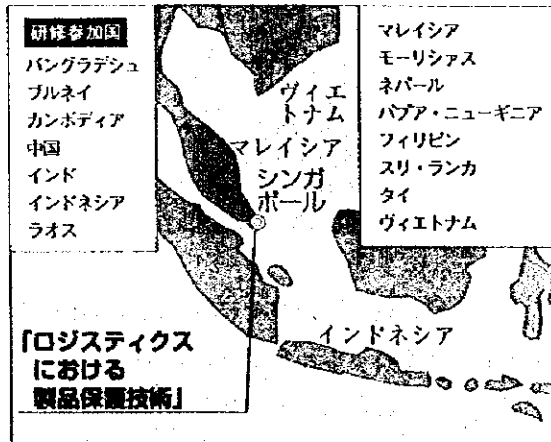 研修参加国
バングラデシュ
ブルネイ
カンボディア
中国
インド
インドネシア
ラオス
マレイシア
モーリシァス
ネパール
パプア・ニューギニア
フィリピン
スリ・ランカ
タイ
ヴィエトナム
ヴィエ
トナム
マレイシア
シンガ
ポール
インドネシア
「ロジスティクス
における
製品保護技術」